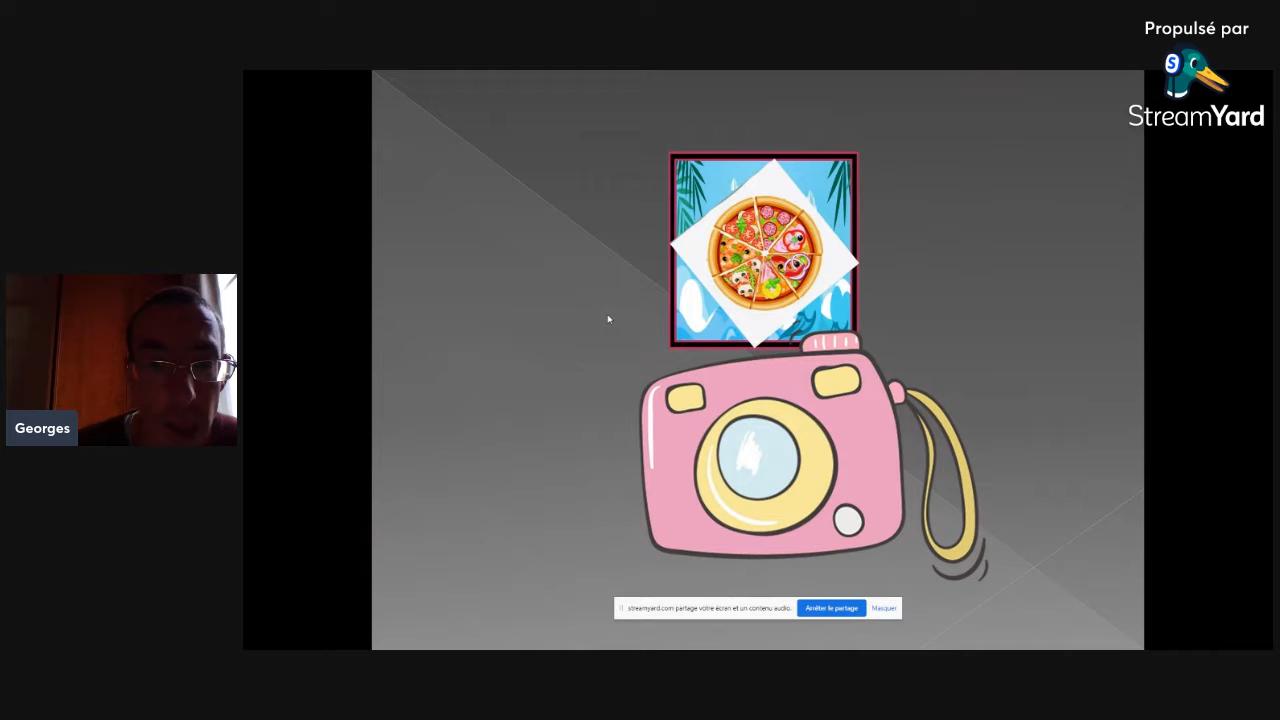 Propulsé par
StreamYard
Georges
streamyard.com partage votre écran et un contenu audio.
Arrêter le partage
Masquer